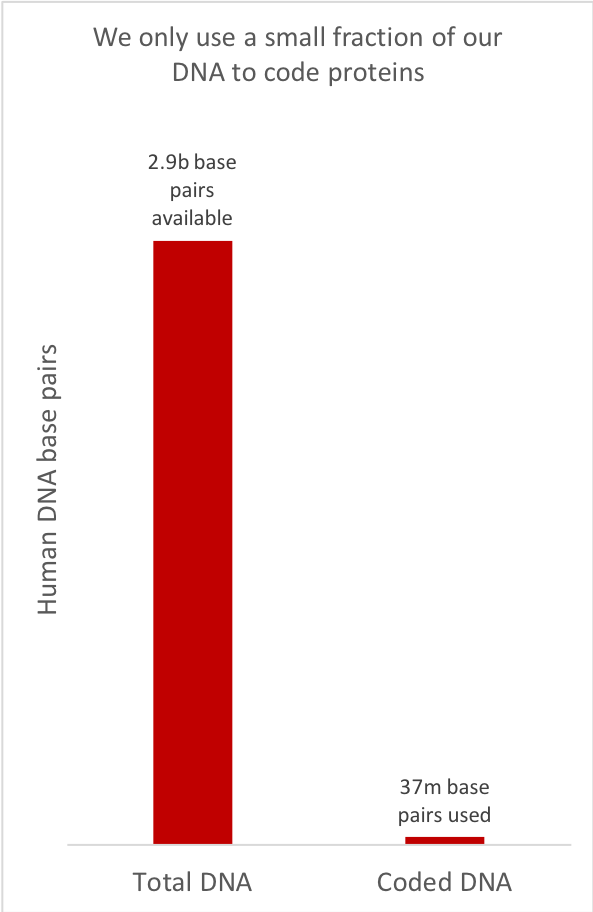 We only use a small fraction of our
DNA to code proteins
2.9b base
pairs
available
Human DNA base pairs
37m base
pairs used
Total DNA
Coded DNA